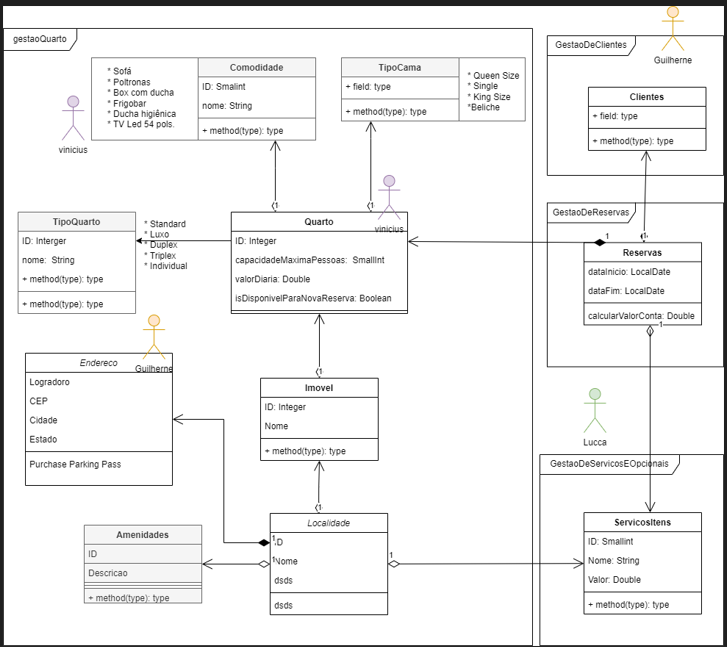 gestaoQuarto
* Sofá
* Poltronas
* Box com ducha
* Frigobar
* Ducha higiênica
* TV Led 54 pols.
Comodidade
ID: Smalint
nome: String
+ method(type): type
vinicius
TipoCama
+ field: type
+ method(type): type
* Queen Size
* Single
* King Size
*Beliche
GestaoDeClientes
Guilherne
Clientes
+ field: type
+ method(type): type
1
1
vinicius
TipoQuarto
ID: Interger
nome: String
+ method(type): type
+ method(type): type
* Standard
* Luxo
* Duplex
* Triplex
* Individual
Quarto
ID: Integer
capacidadeMaximaPessoas: SmallInt
valorDiaria: Double
isDisponivelParaNovaReserva: Boolean
GestaoDeReservas
1
1
Reservas
dataInicio: LocalDate
dataFim: LocalDate
calcularValorConta: Double
1
Guilherne
Endereco
Logradoro
CEP
Cidade
Estado
Purchase Parking Pass
1
Imovel
ID: Integer
Nome
+ method(type): type
Lucca
GestaoDeServicosEOpcionais
1
Localidade
1
ID
1
Nome
dsds
dsds
1
Amenidades
ID
Descricao
+ method(type): type
ServicosItens
ID: Smallint
Nome: String
Valor: Double
+ method(type): type